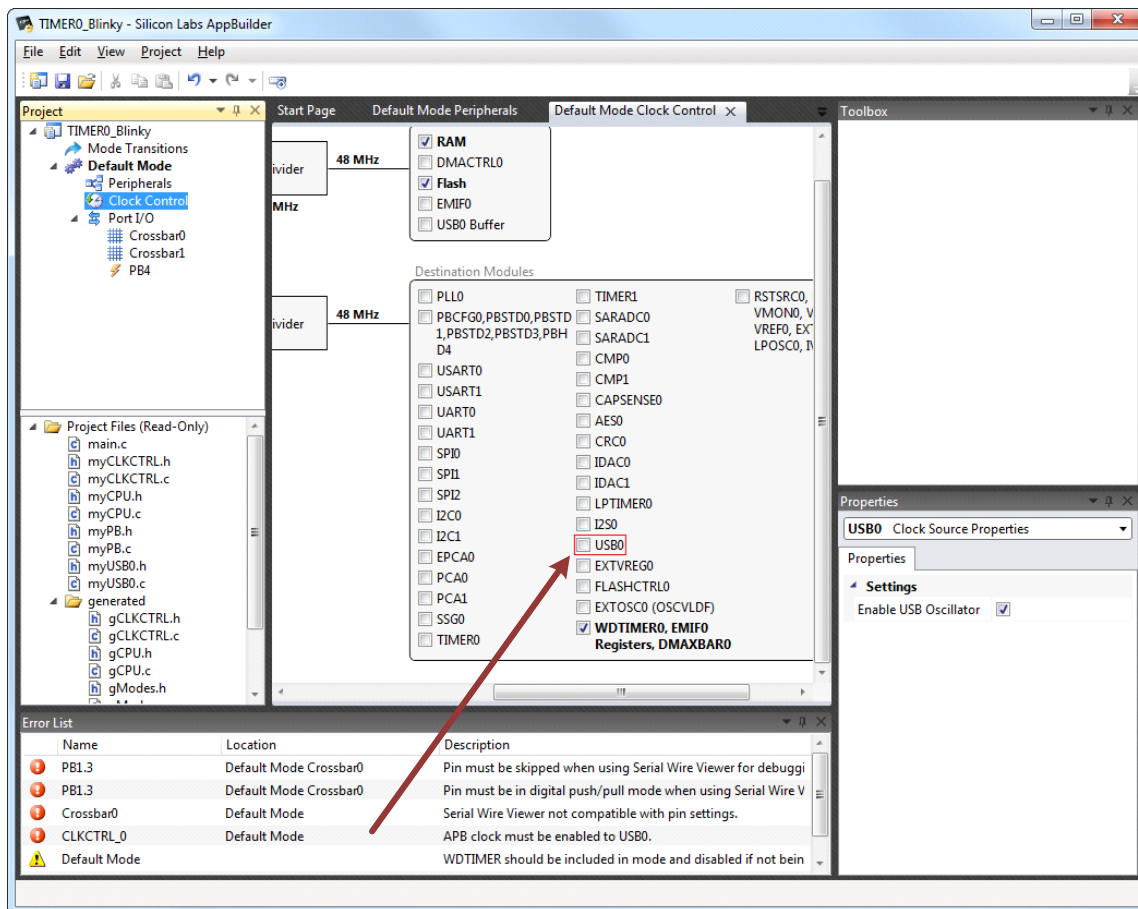 TIMER0_Blinky - Silicon Labs AppBuilder
File Edit View Project Help
Project
TIMER0_Blinky
Mode Transitions
Default Mode
Peripherals
Clock Control
Port I/O
Crossbar0
Crossbar1
PB4
Project Files (Read-Only)
main.c
myCLKCTRL.h
myCLKCTRL.c
myCPU.h
myCPU.c
myPB.h
myPB.c
myUSB0.h
myUSB0.c
generated
gCLKCTRL.h
gCLKCTRL.c
gCPU.h
gCPU.c
gModes.h
Start Page Default Mode Peripherals Default Mode Clock Control
ivider
48 MHz
MHz
RAM
DMACTRL0
Flash
EMIF0
USB0 Buffer
Destination Modules
ivider
48 MHz
PLL0
PBCFG0,PBSTD0,PBSTD
1,PBSTD2,PBSTD3,PBH
D4
USART0
USART1
UART0
UART1
SPI0
SPI1
SPI2
I2C0
I2C1
EPCA0
PCA0
PCA1
SSG0
TIMER0
TIMER1
SARADC0
SARADC1
CMP0
CMP1
CAPSENSE0
AES0
CRC0
IDAC0
IDAC1
LPTIMER0
I2S0
USB0
EXTVREG0
FLASHCTRL0
EXTOSC0 (OSCVLDF)
WDTIMER0, EMIF0
Registers, DMAXBAR0
RSTSRC0,
VMON0, V
VREF0, EXT
LPOSC0, IV
Toolbox
Properties
USB0 Clock Source Properties
Properties
Settings
Enable USB Oscillator
Error List
Name Location Description
PB1.3 Default Mode Crossbar0 Pin must be skipped when using Serial Wire Viewer for debuggi
PB1.3 Default Mode Crossbar0 Pin must be in digital push/pull mode when using Serial Wire V
Crossbar0 Default Mode Serial Wire Viewer not compatible with pin settings.
CLKCTRL_0 Default Mode APB clock must be enabled to USB0.
Default Mode WDTIMER should be included in mode and disabled if not bein